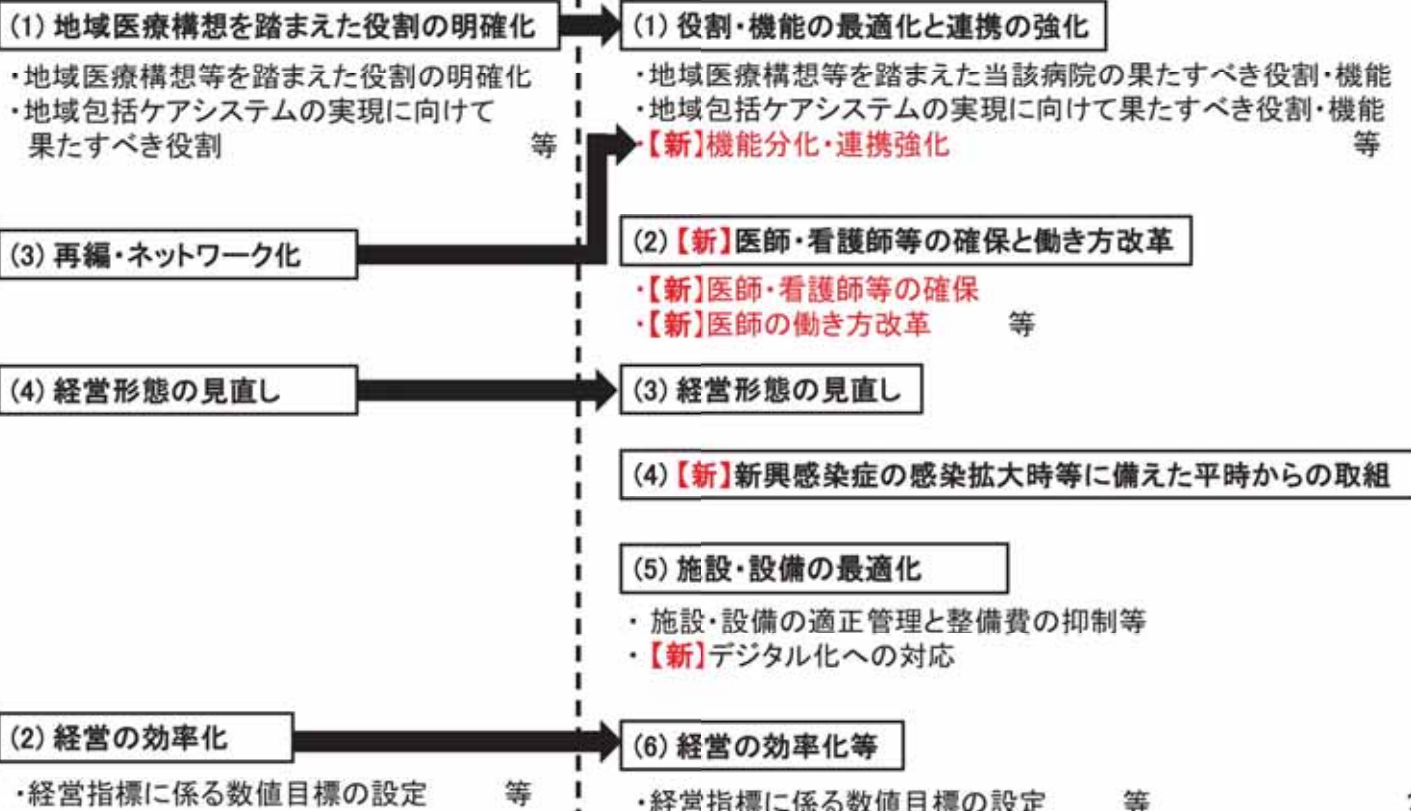 (1) 地域医療構想を踏まえた役割の明確化
・地域医療構想等を踏まえた役割の明確化
・地域包括ケアシステムの実現に向けて
果たすべき役割 等
(3) 再編・ネットワーク化
(4) 経営形態の見直し
(2) 経営の効率化
・経営指標に係る数値目標の設定 等
(1) 役割・機能の最適化と連携の強化
・地域医療構想等を踏まえた当該病院の果たすべき役割・機能
・地域包括ケアシステムの実現に向けて果たすべき役割・機能
・【新】機能分化・連携強化 等
(2) 【新】医師・看護師等の確保と働き方改革
・【新】医師・看護師等の確保
・【新】医師の働き方改革 等
(3) 経営形態の見直し
(4) 【新】新興感染症の感染拡大時等に備えた平時からの取組
(5) 施設・設備の最適化
・ 施設・設備の適正管理と整備費の抑制等
・ 【新】デジタル化への対応
(6) 経営の効率化等
・経営指標に係る数値目標の設定 等